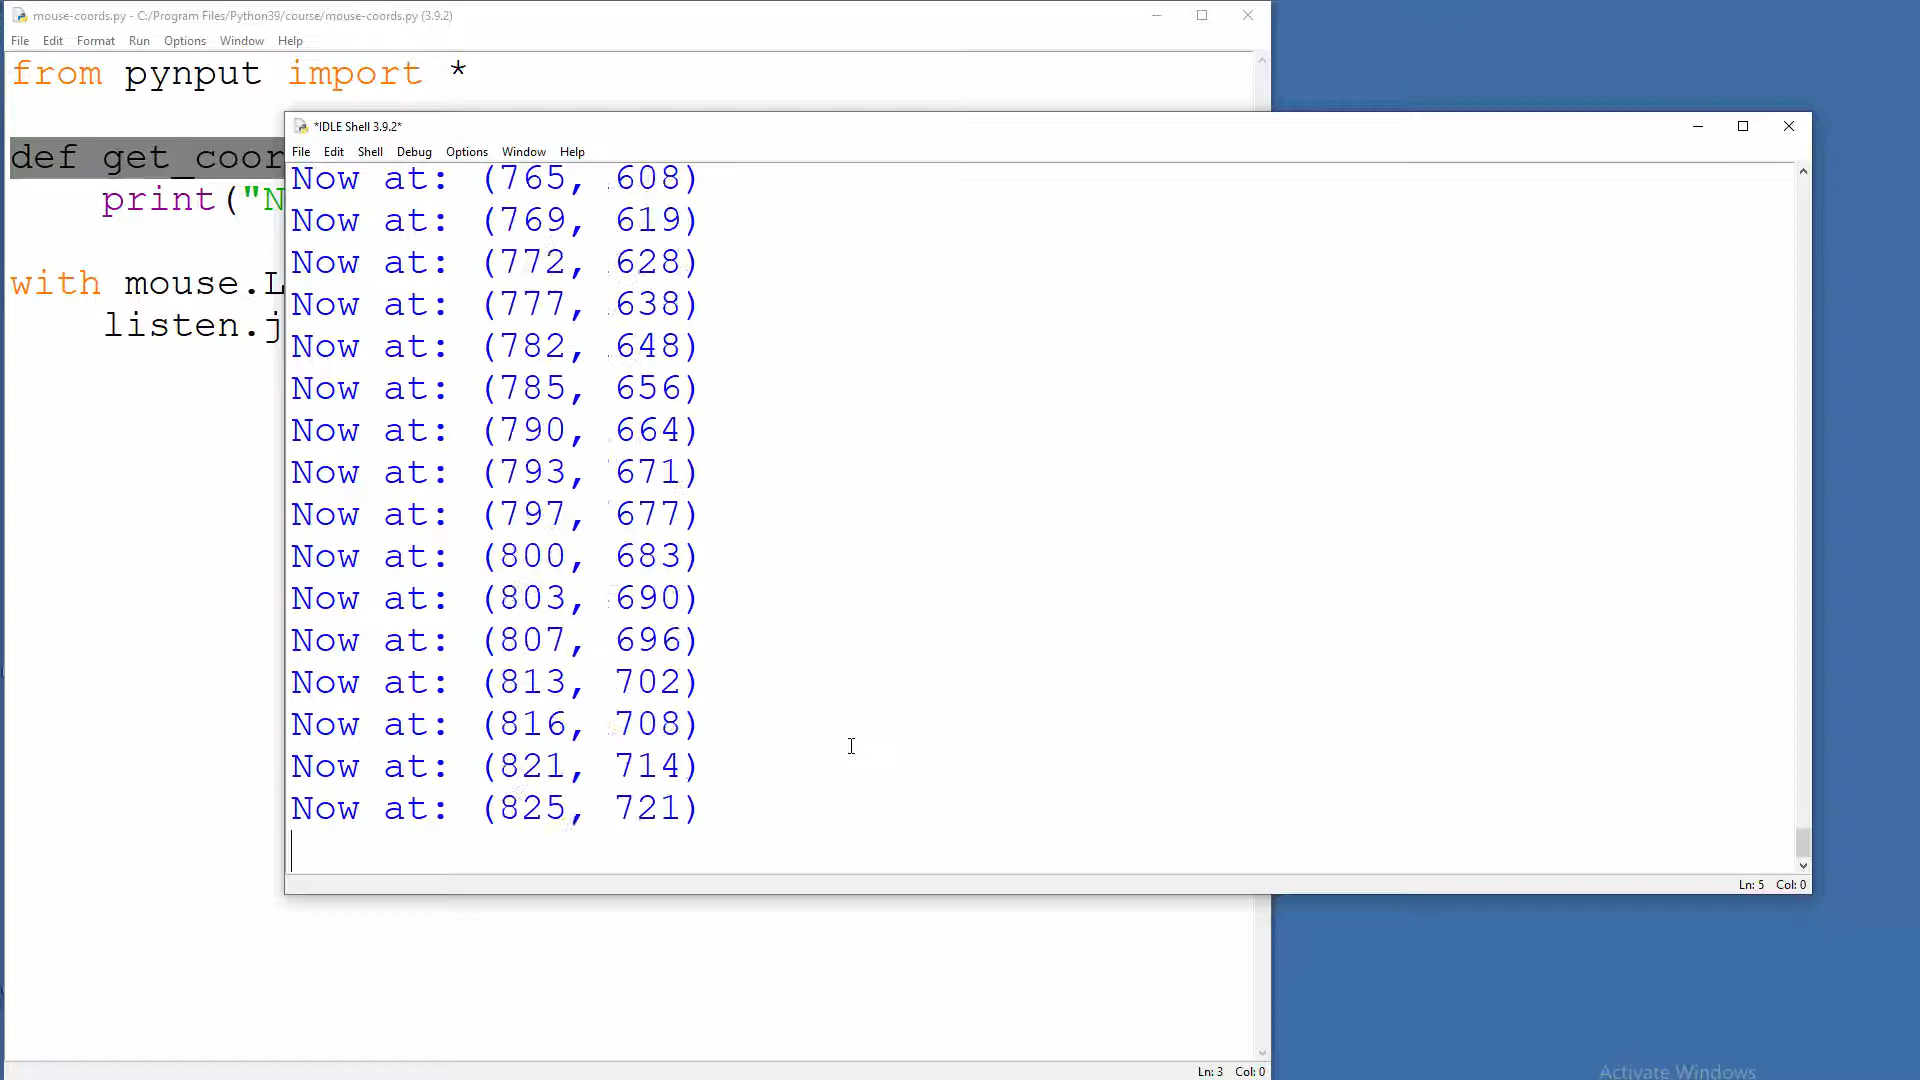 mouse-coords.py - C:/Program Files/Python39/course/mouse-coords.py (3.9.2)
File Edit Format Run Options Window Help
from pynput import *
def get_coor
print("N
with mouse.L
listen.j
*IDLE Shell 3.9.2*
File Edit Shell Debug Options Window Help
Now at: (765, 608)
Now at: (769, 619)
Now at: (772, 628)
Now at: (777, 638)
Now at: (782, 648)
Now at: (785, 656)
Now at: (790, 664)
Now at: (793, 671)
Now at: (797, 677)
Now at: (800, 683)
Now at: (803, 690)
Now at: (807, 696)
Now at: (813, 702)
Now at: (816, 708)
Now at: (821, 714)
Now at: (825, 721)
Ln: 5 Col: 0
Ln: 3 Col: 0
Activate Windows